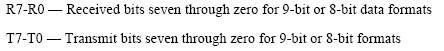 R7-R0 — Received bits seven through zero for 9-bit or 8-bit data formats
T7-T0 — Transmit bits seven through zero for 9-bit or 8-bit formats